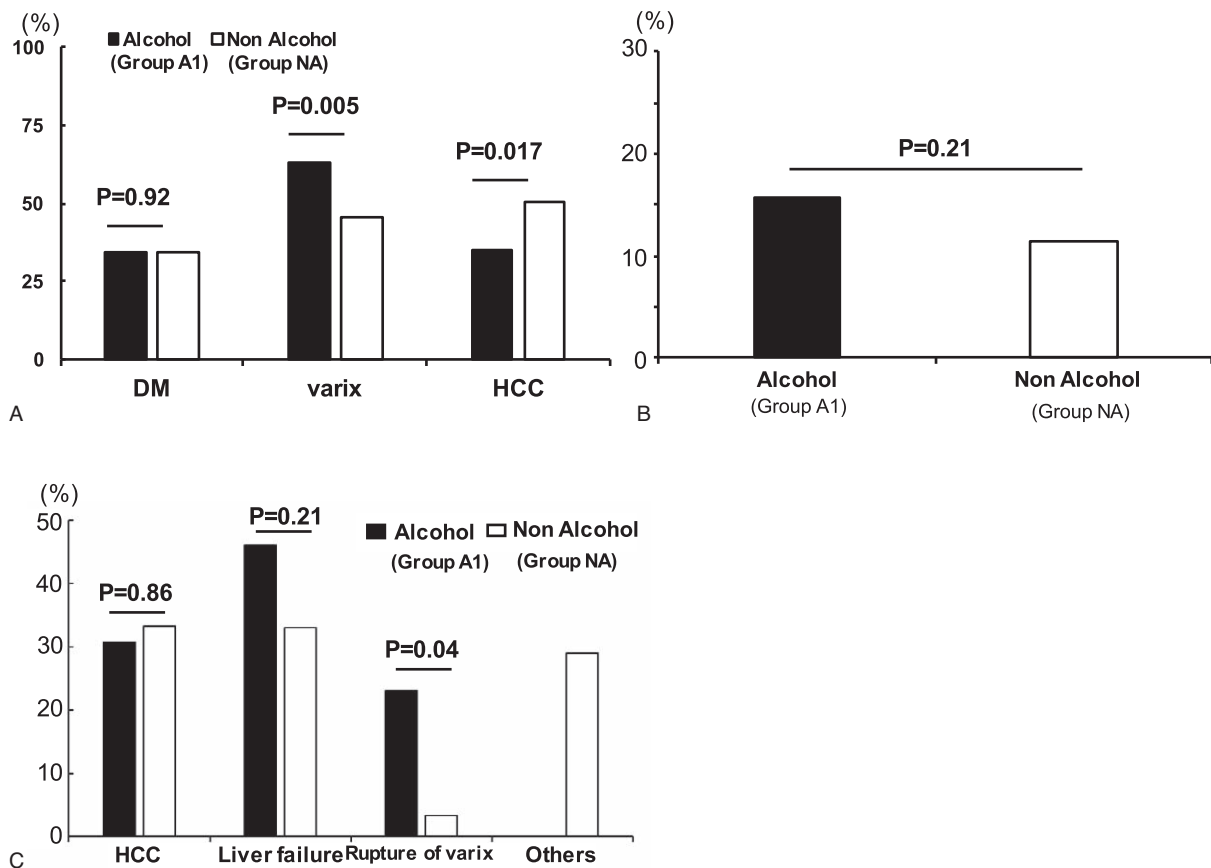 (%)
100
75
50
25
0
Alcohol Non Alcohol
(Group A1) (Group NA)
P=0.92
P=0.005
P=0.017
DM varix HCC
A
(%)
30
20
10
0
P=0.21
Alcohol Non Alcohol
(Group A1) (Group NA)
B
(%)
50
40
30
20
10
0
Alcohol Non Alcohol
(Group A1) (Group NA)
P=0.86
P=0.21
P=0.04
HCC Liver failure Rupture of varix Others
C